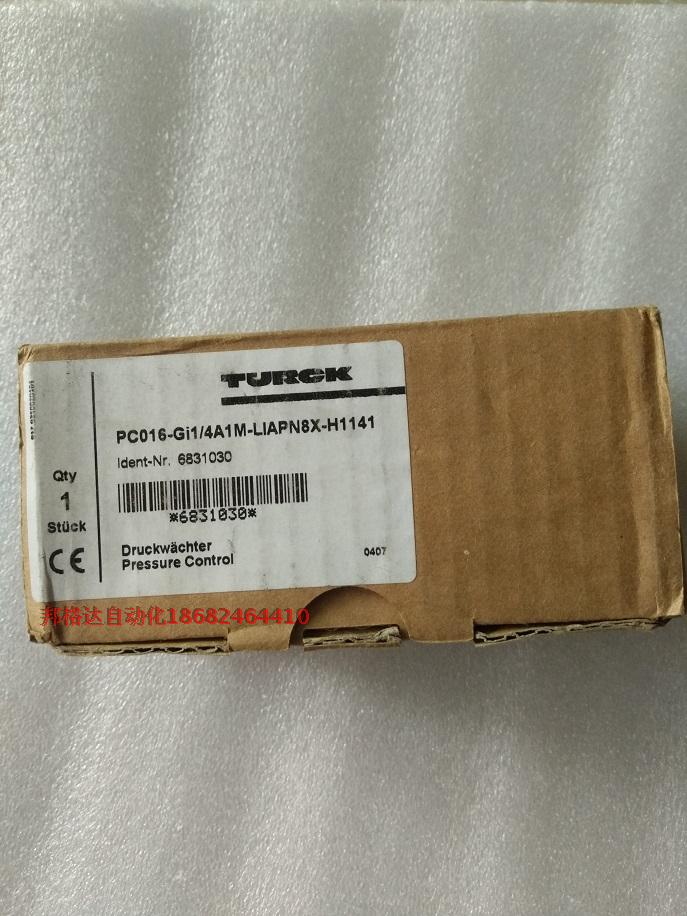 TURCK
PC016-Gi1/4A1M-LIAPN8X-H1141
Ident-Nr. 6831030
*6831030*
Qty
1
Stück
CE
Druckwächter
Pressure Control
0407
邦格达自动化18682464410